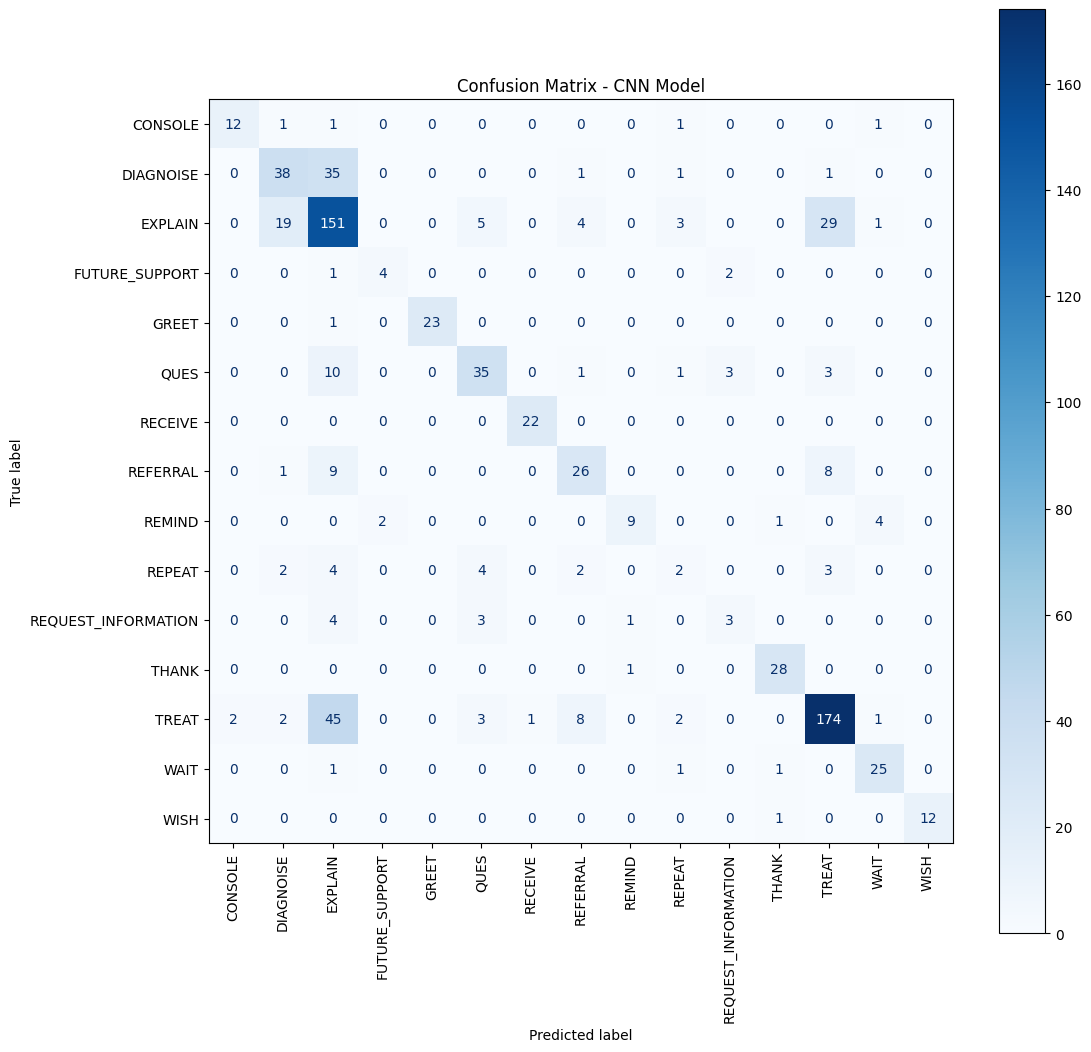 Confusion Matrix - CNN Model
True label
CONSOLE 12 1 1 0 0 0 0 0 0 1 0 0 0 1 0
DIAGNOISE 0 38 35 0 0 0 0 1 0 1 0 0 1 0 0
EXPLAIN 0 19 151 0 0 5 0 4 0 3 0 0 29 1 0
FUTURE_SUPPORT 0 0 1 4 0 0 0 0 0 0 2 0 0 0 0
GREET 0 0 1 0 23 0 0 0 0 0 0 0 0 0 0
QUES 0 0 10 0 0 35 0 1 0 1 3 0 3 0 0
RECEIVE 0 0 0 0 0 0 22 0 0 0 0 0 0 0 0
REFERRAL 0 1 9 0 0 0 0 26 0 0 0 0 8 0 0
REMIND 0 0 0 2 0 0 0 0 9 0 0 1 0 4 0
REPEAT 0 2 4 0 0 4 0 2 0 2 0 0 3 0 0
REQUEST_INFORMATION 0 0 4 0 0 3 0 0 1 0 3 0 0 0 0
THANK 0 0 0 0 0 0 0 0 1 0 0 28 0 0 0
TREAT 2 2 45 0 0 3 1 8 0 2 0 0 174 1 0
WAIT 0 0 1 0 0 0 0 0 0 1 0 1 0 25 0
WISH 0 0 0 0 0 0 0 0 0 0 0 1 0 0 12
CONSOLE DIAGNOISE EXPLAIN FUTURE_SUPPORT GREET QUES RECEIVE REFERRAL REMIND REPEAT REQUEST_INFORMATION THANK TREAT WAIT WISH
Predicted label
160
140
120
100
80
60
40
20
0